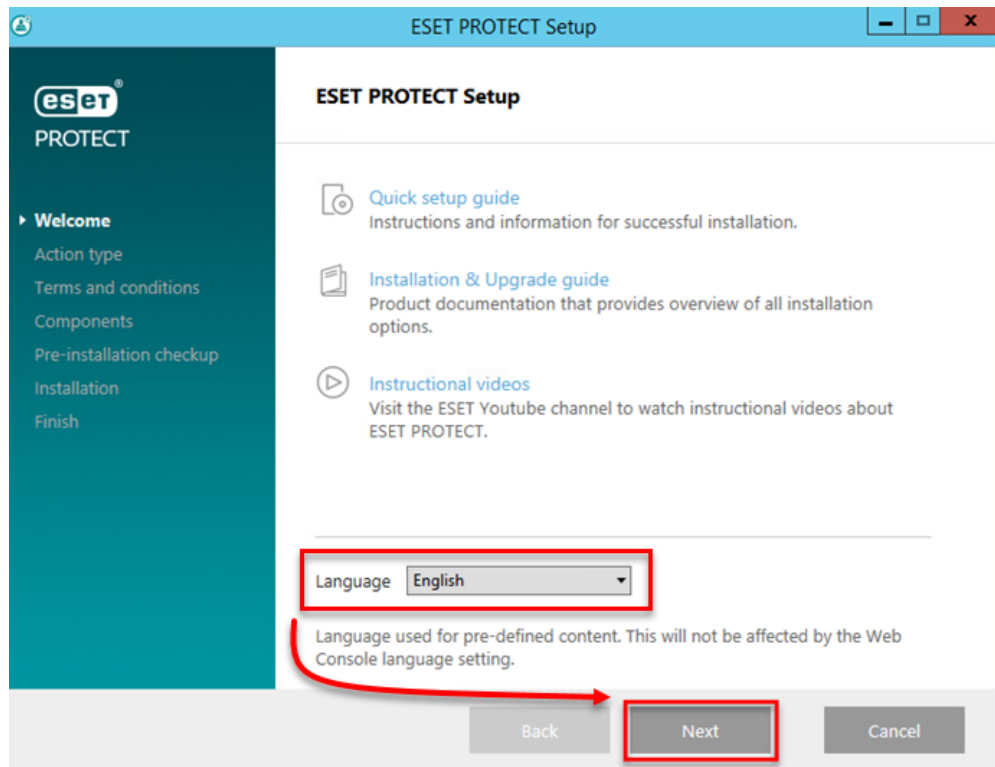 ESET PROTECT Setup
eset®
PROTECT
Welcome
Action type
Terms and conditions
Components
Pre-installation checkup
Installation
Finish
ESET PROTECT Setup
Quick setup guide
Instructions and information for successful installation.
Installation & Upgrade guide
Product documentation that provides overview of all installation
options.
Instructional videos
Visit the ESET Youtube channel to watch instructional videos about
ESET PROTECT.
Language English
Language used for pre-defined content. This will not be affected by the Web
Console language setting.
Back Next Cancel